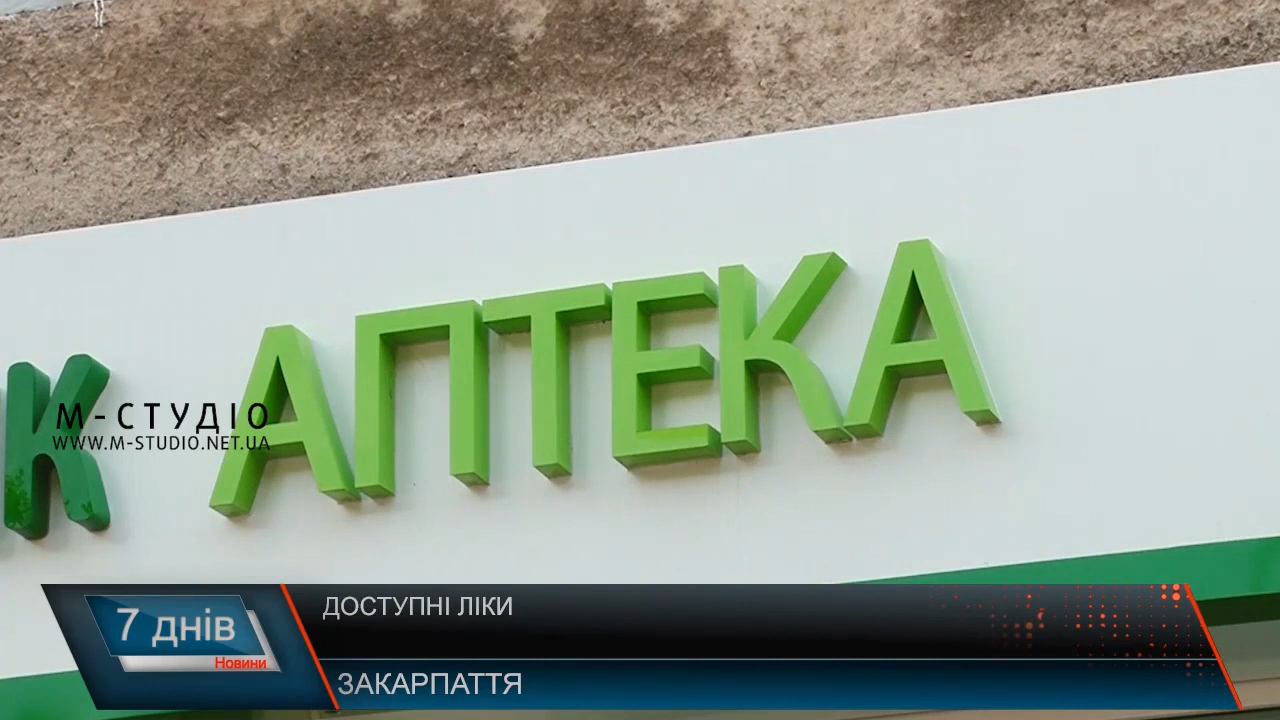 К АПТЕКА
М-СТУДІО
WWW.M-STUDIO.NET.UA
7 днів
Новини
ДОСТУПНІ ЛІКИ
ЗАКАРПАТТЯ